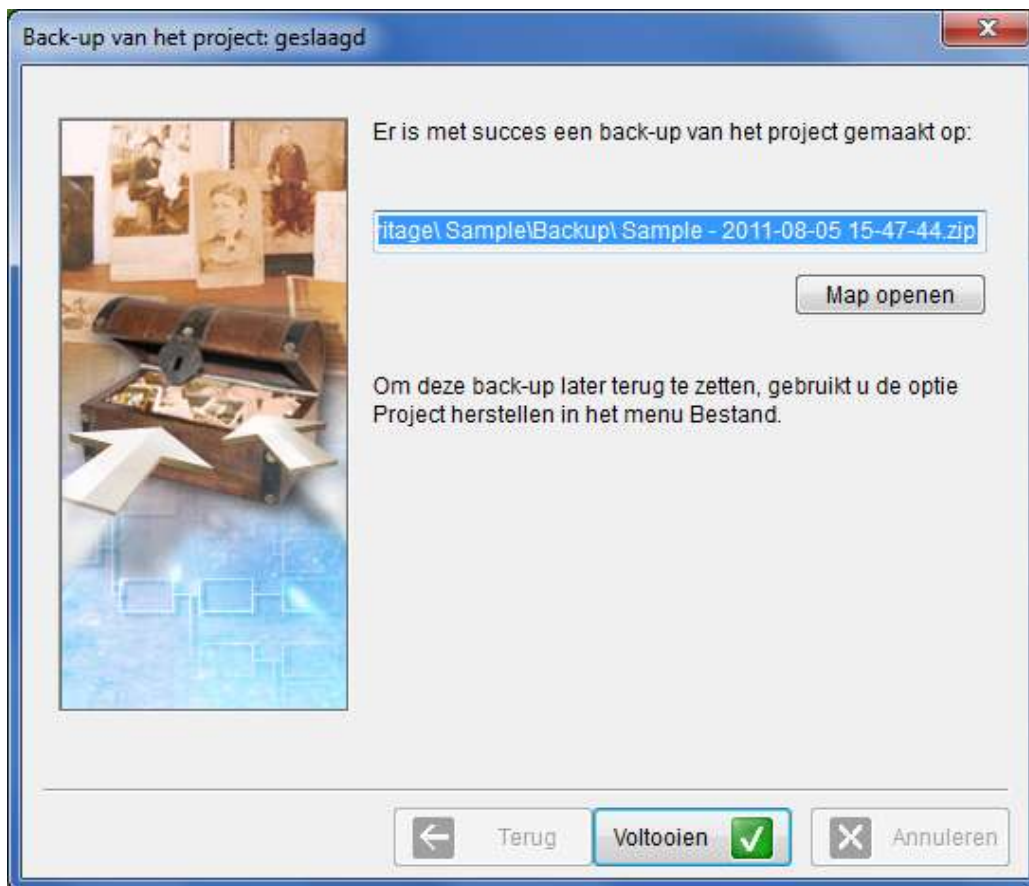 Back-up van het project: geslaagd
Er is met succes een back-up van het project gemaakt op:
ritage\ Sample\Backup\ Sample - 2011-08-05 15-47-44.zip
Map openen
Om deze back-up later terug te zetten, gebruikt u de optie
Project herstellen in het menu Bestand.
Terug
Voltooien
Annuleren